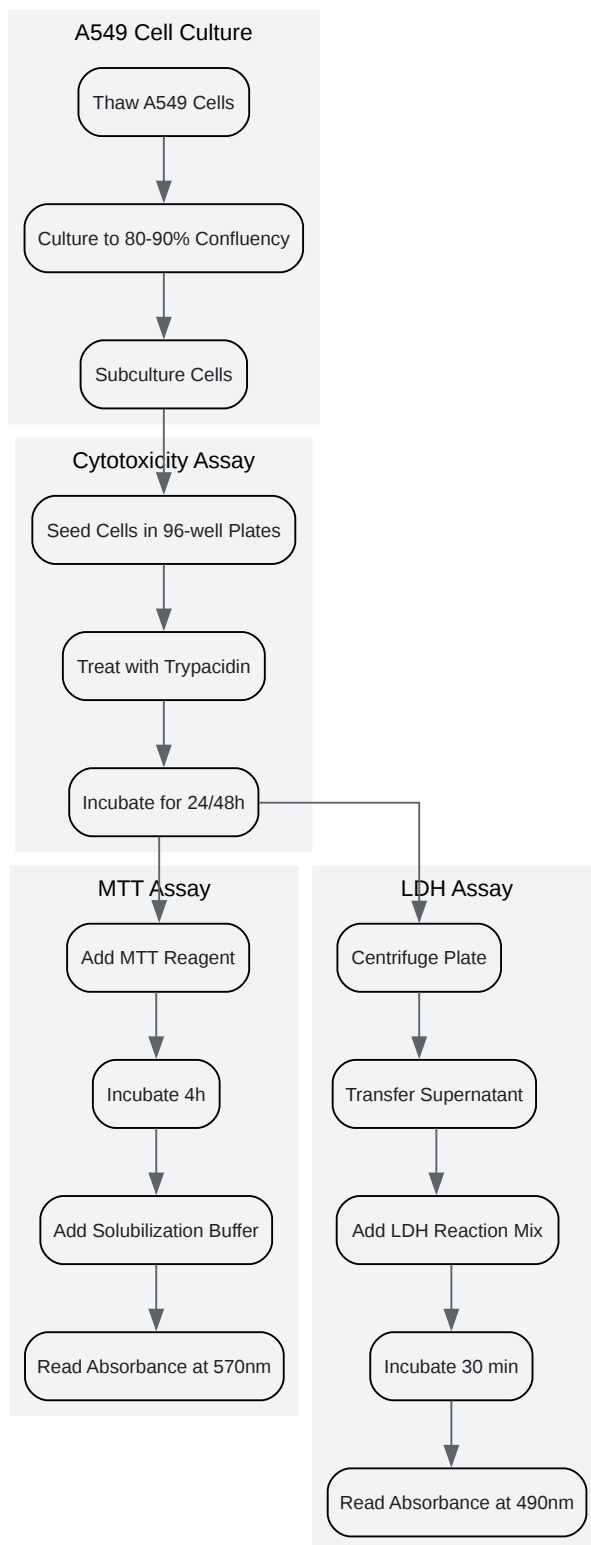 A549 Cell Culture
Thaw A549 Cells
Culture to 80-90% Confluency
Subculture Cells
Cytotoxicity Assay
Seed Cells in 96-well Plates
Treat with Trypacidin
Incubate for 24/48h
MTT Assay
Add MTT Reagent
Incubate 4h
Add Solubilization Buffer
Read Absorbance at 570nm
LDH Assay
Centrifuge Plate
Transfer Supernatant
Add LDH Reaction Mix
Incubate 30 min
Read Absorbance at 490nm